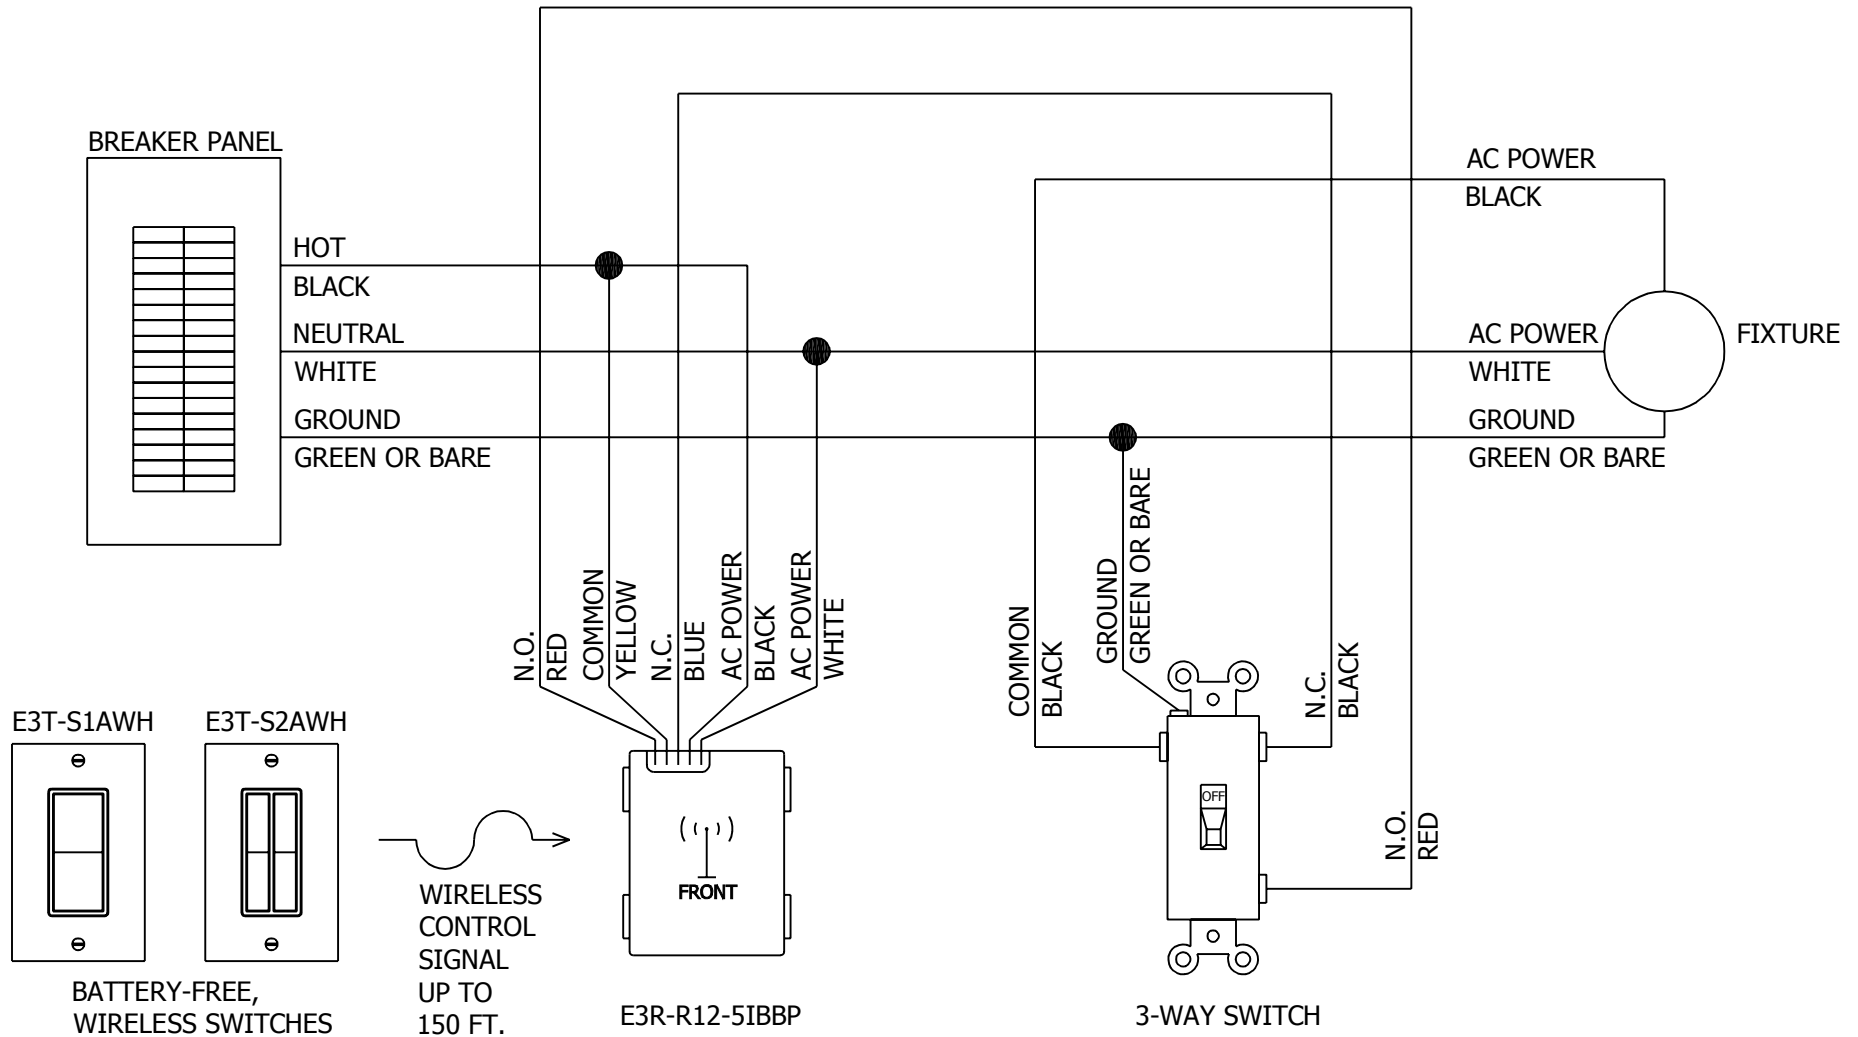 BREAKER PANEL
HOT
BLACK
NEUTRAL
WHITE
GROUND
GREEN OR BARE
AC POWER
BLACK
AC POWER
WHITE
FIXTURE
GROUND
GREEN OR BARE
N.O.
RED
COMMON
YELLOW
N.C.
BLUE
AC POWER
BLACK
AC POWER
WHITE
COMMON
BLACK
GROUND
GREEN OR BARE
N.C.
BLACK
N.O.
RED
E3T-S1AWH
E3T-S2AWH
BATTERY-FREE,
WIRELESS SWITCHES
WIRELESS
CONTROL
SIGNAL
UP TO
150 FT.
FRONT
E3R-R12-5IBBP
OFF
3-WAY SWITCH